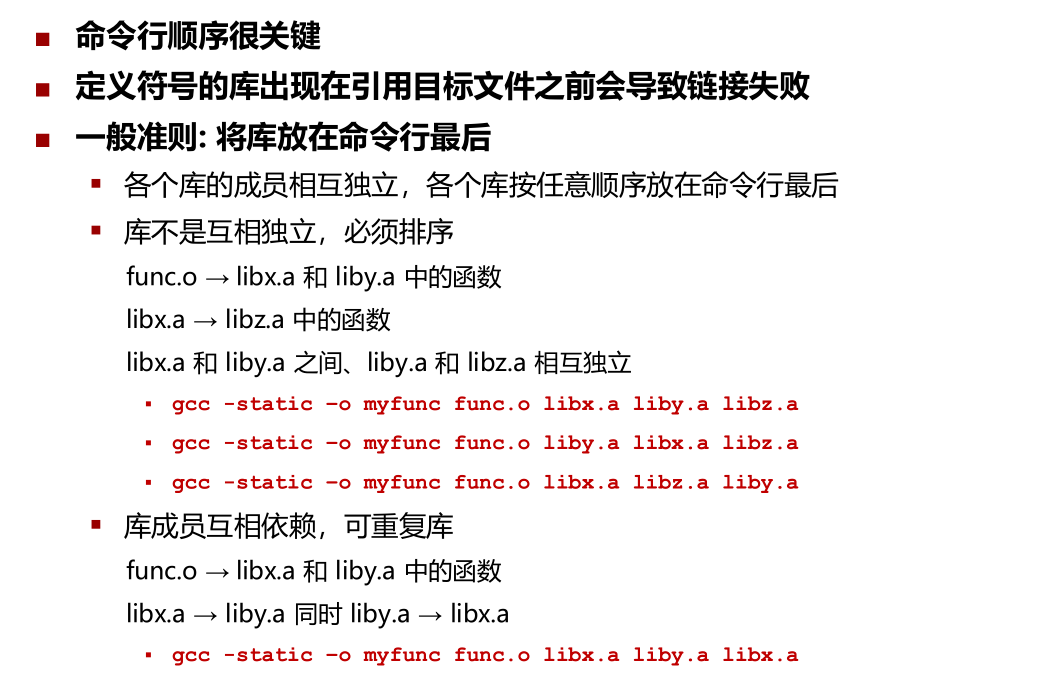 命令行顺序很关键
定义符号的库出现在引用目标文件之前会导致链接失败
一般准则: 将库放在命令行最后
各个库的成员相互独立，各个库按任意顺序放在命令行最后
库不是互相独立，必须排序
func.o → libx.a 和 liby.a 中的函数
libx.a → libz.a 中的函数
libx.a 和 liby.a 之间、liby.a 和 libz.a 相互独立
gcc -static –o myfunc func.o libx.a liby.a libz.a
gcc -static –o myfunc func.o liby.a libx.a libz.a
gcc -static –o myfunc func.o libx.a libz.a liby.a
库成员互相依赖，可重复库
func.o → libx.a 和 liby.a 中的函数
libx.a → liby.a 同时 liby.a → libx.a
gcc -static –o myfunc func.o libx.a liby.a libx.a